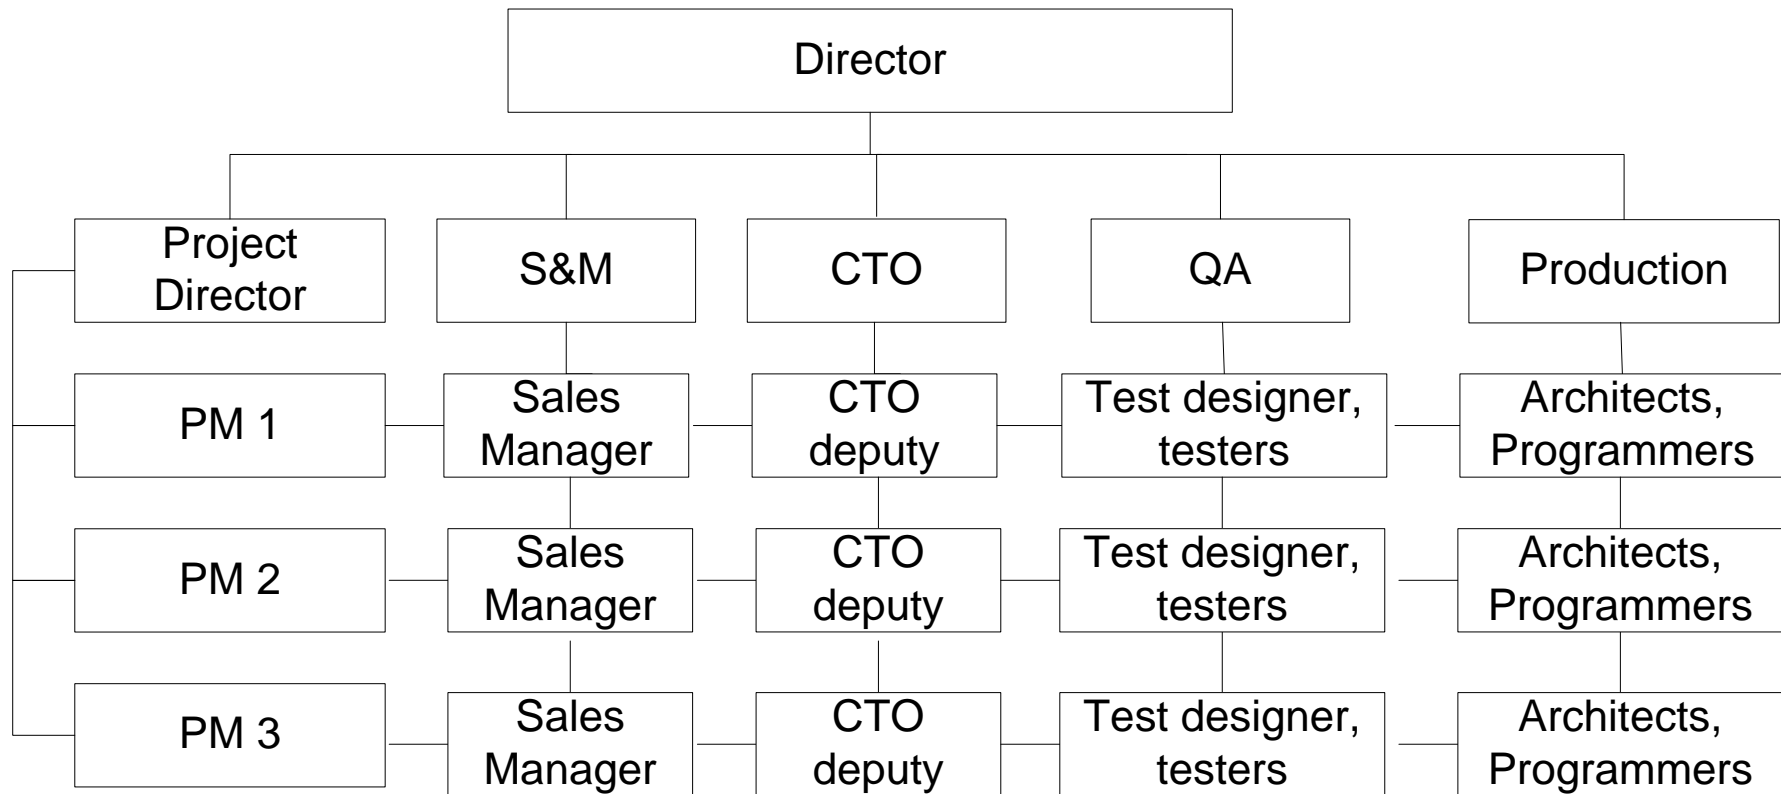 Director
Project
Director
S&M
CTO
QA
Production
PM 1
Sales
Manager
CTO
deputy
Test designer,
testers
Architects,
Programmers
PM 2
Sales
Manager
CTO
deputy
Test designer,
testers
Architects,
Programmers
PM 3
Sales
Manager
CTO
deputy
Test designer,
testers
Architects,
Programmers